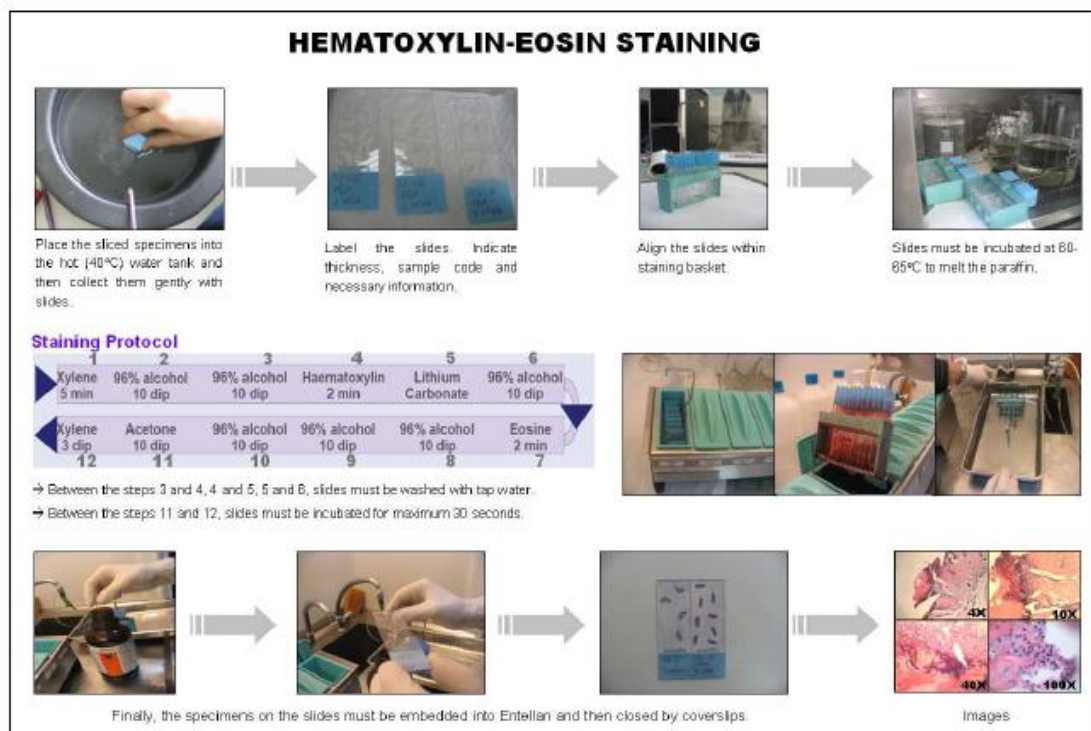 HEMATOXYLIN-EOSIN STAINING
Place the sliced specimens into
the hot (40ºC) water tank and
then collect them gently with
slides.
Label the slides. Indicate
thickness, sample code and
necessary information.
Align the slides within
staining basket.
Slides must be incubated at 60-
65ºC to melt the paraffin.
Staining Protocol
1 2 3 4 5 6
Xylene 96% alcohol 96% alcohol Haematoxylin Lithium 96% alcohol
5 min 10 dip 10 dip 2 min Carbonate 10 dip
Xylene Acetone 96% alcohol 96% alcohol 96% alcohol Eosine
3 dip 10 dip 10 dip 10 dip 10 dip 2 min
12 11 10 9 8 7
→ Between the steps 3 and 4, 4 and 5, 5 and 6, slides must be washed with tap water.
→ Between the steps 11 and 12, slides must be incubated for maximum 30 seconds.
4X 10X
40X 100X
Finally, the specimens on the slides must be embedded into Entellan and then closed by coverslips.
Images